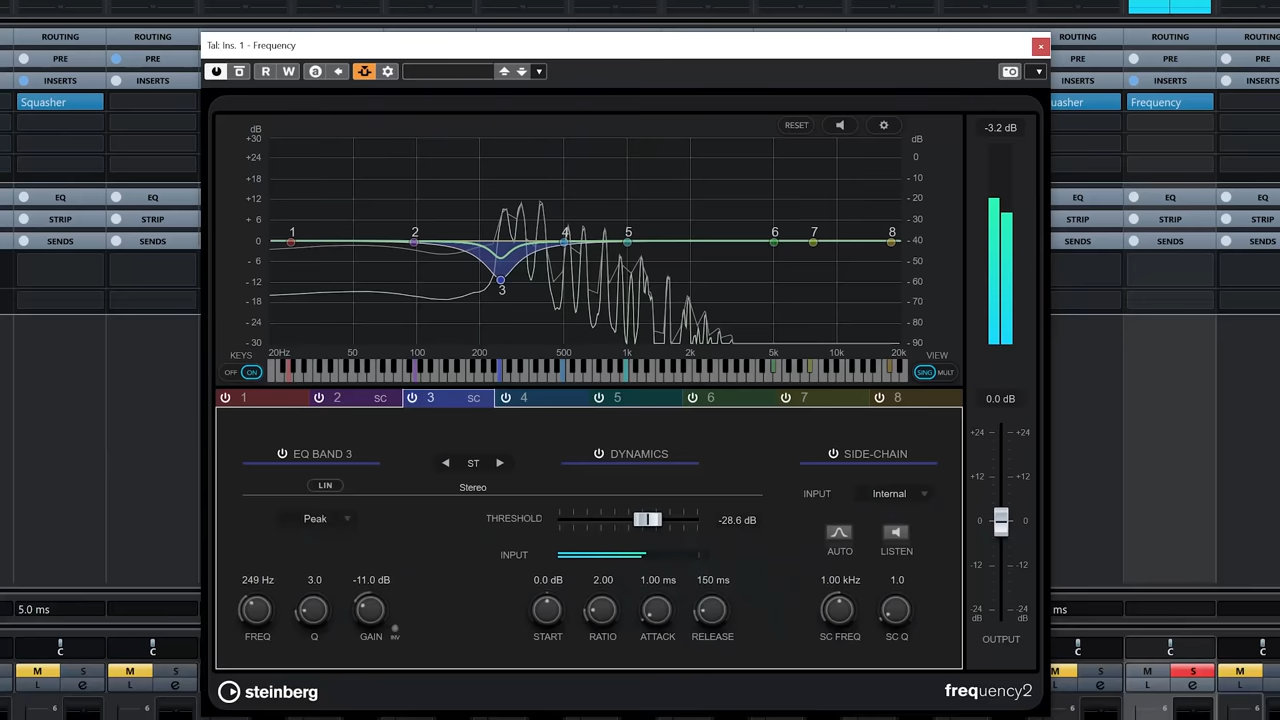 ROUTING ROUTING ROUTING ROUTING
Tal: Ins. 1 - Frequency
PRE PRE PRE PRE
INSERTS INSERTS INSERTS INSERTS
R W a
Squasher uasher Frequency
RESET
-3.2 dB
dB dB
+30
+24 0
+18 - 10
+12 - 20
+ 6 - 30
0 - 40
- 6 - 50
- 12 - 60
- 18 - 70
- 24 - 80
- 30 - 90
1 2 3 4 5 6 7 8
EQ EQ EQ EQ
STRIP STRIP STRIP STRIP
SENDS SENDS SENDS SENDS
KEYS 20Hz 50 100 200 500 1k 2k 5k 10k 20k VIEW
OFF ON SING MULT
1 2 SC 3 SC 4 5 6 7 8
0.0 dB
EQ BAND 3 ST DYNAMICS SIDE-CHAIN
LIN Stereo INPUT Internal
Peak THRESHOLD -28.6 dB
AUTO LISTEN
INPUT
249 Hz 3.0 -11.0 dB 0.0 dB 2.00 1.00 ms 150 ms 1.00 kHz 1.0
FREQ Q GAIN INV START RATIO ATTACK RELEASE SC FREQ SC Q
+24 +24
+12 +12
0 0
-12 -12
-24 -24
dB dB
OUTPUT
5.0 ms ms
C C C C
M S M S M S M S M
L e L e L e L e L
steinberg frequency2
6 6 6 6